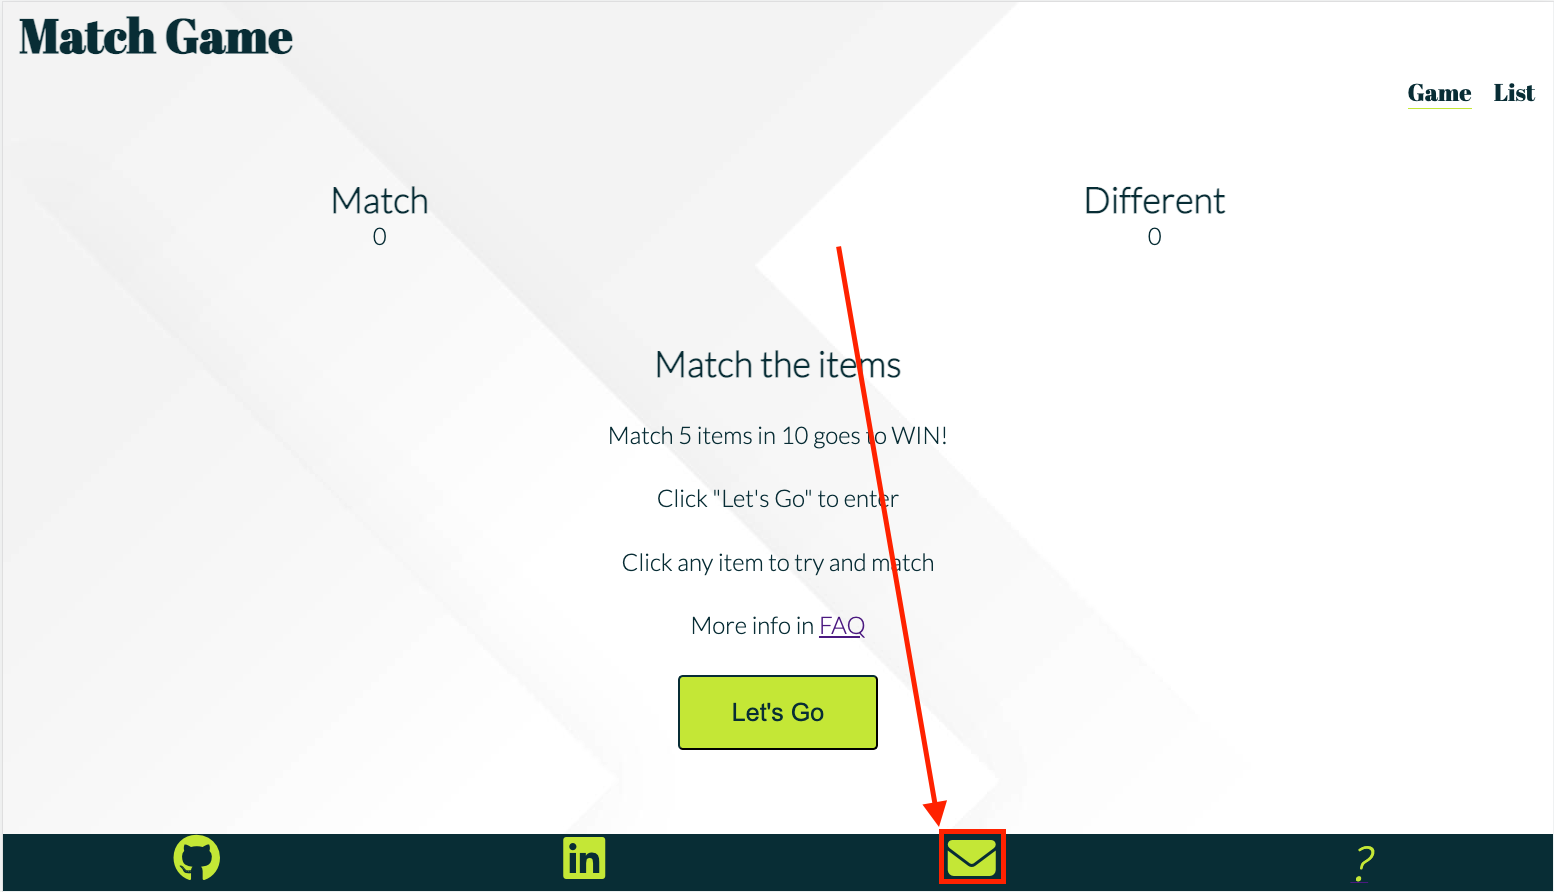 Match Game
Game List
Match Different
0 0
Match the items
Match 5 items in 10 goes to WIN!
Click "Let's Go" to enter
Click any item to try and match
More info in FAQ
Let's Go
in ?